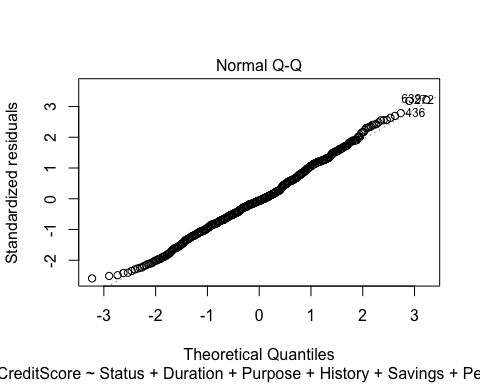 Normal Q-Q
Standardized residuals
3
2
1
0
-1
-2
272
436
-3 -2 -1 0 1 2 3
Theoretical Quantiles
CreditScore ~ Status + Duration + Purpose + History + Savings + Pe